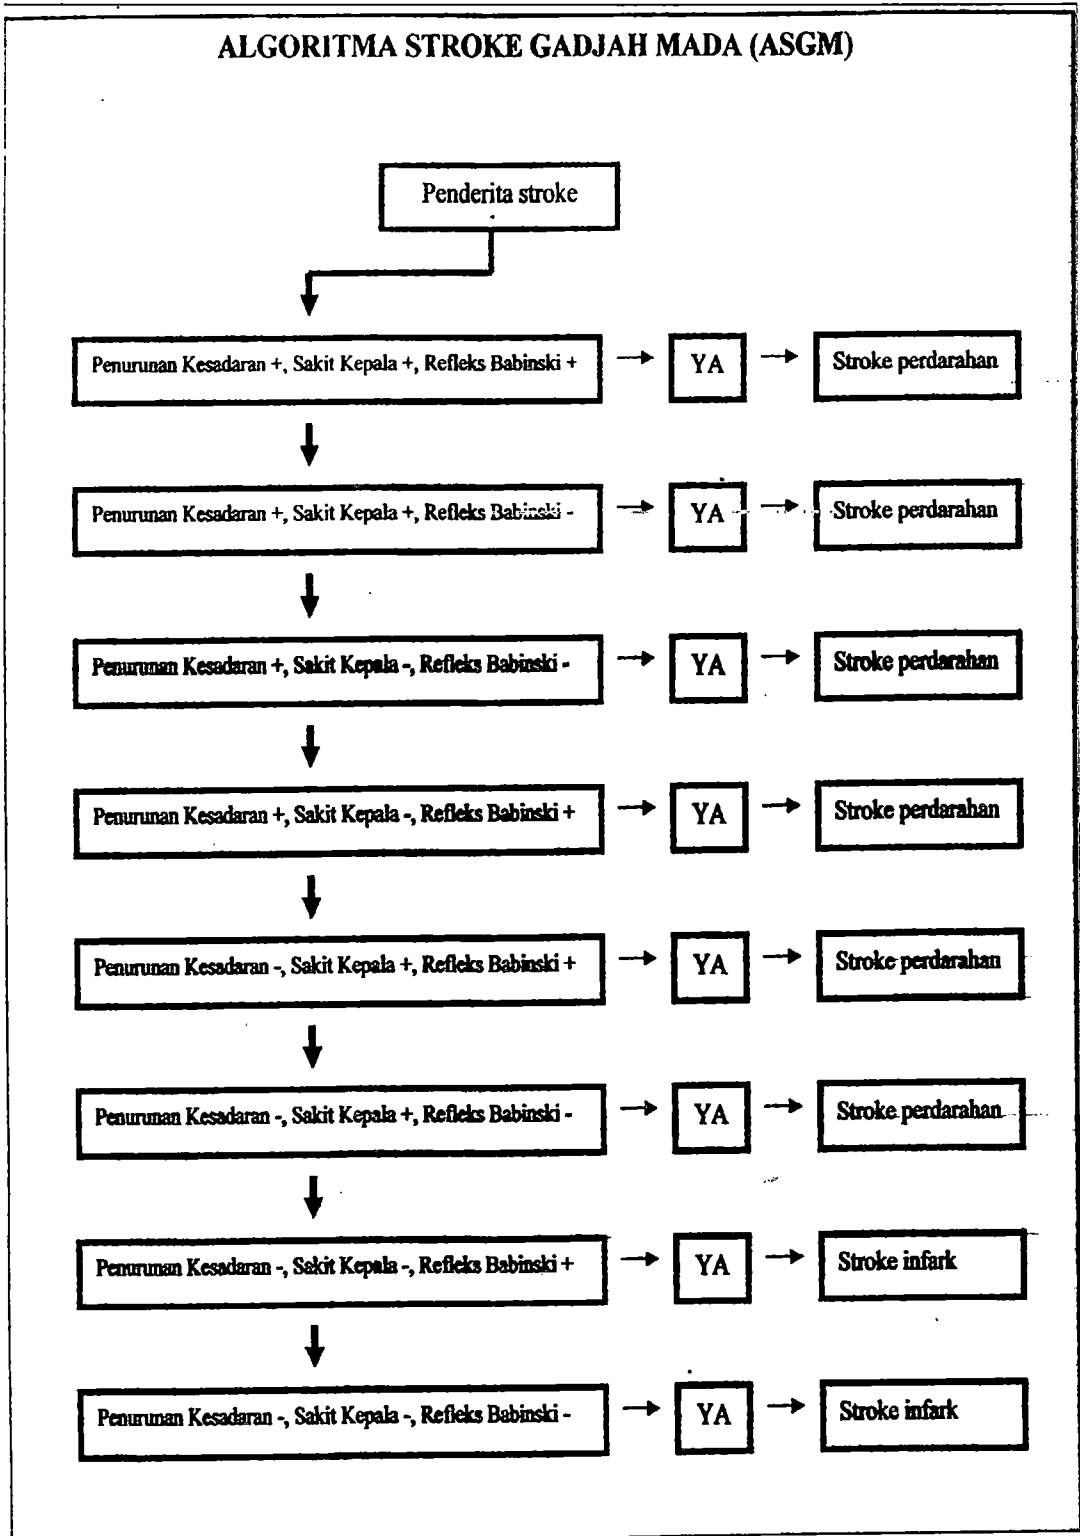 ALGORITMA STROKE GADJAH MADA (ASGM)
Penderita stroke
Penurunan Kesadaran +, Sakit Kepala +, Refleks Babinski +
YA
Stroke perdarahan
Penurunan Kesadaran +, Sakit Kepala +, Refleks Babinski -
YA
Stroke perdarahan
Penurunan Kesadaran +, Sakit Kepala -, Refleks Babinski -
YA
Stroke perdarahan
Penurunan Kesadaran +, Sakit Kepala -, Refleks Babinski +
YA
Stroke perdarahan
Penurunan Kesadaran -, Sakit Kepala +, Refleks Babinski +
YA
Stroke perdarahan
Penurunan Kesadaran -, Sakit Kepala +, Refleks Babinski -
YA
Stroke perdarahan
Penurunan Kesadaran -, Sakit Kepala -, Refleks Babinski +
YA
Stroke infark
Penurunan Kesadaran -, Sakit Kepala -, Refleks Babinski -
YA
Stroke infark